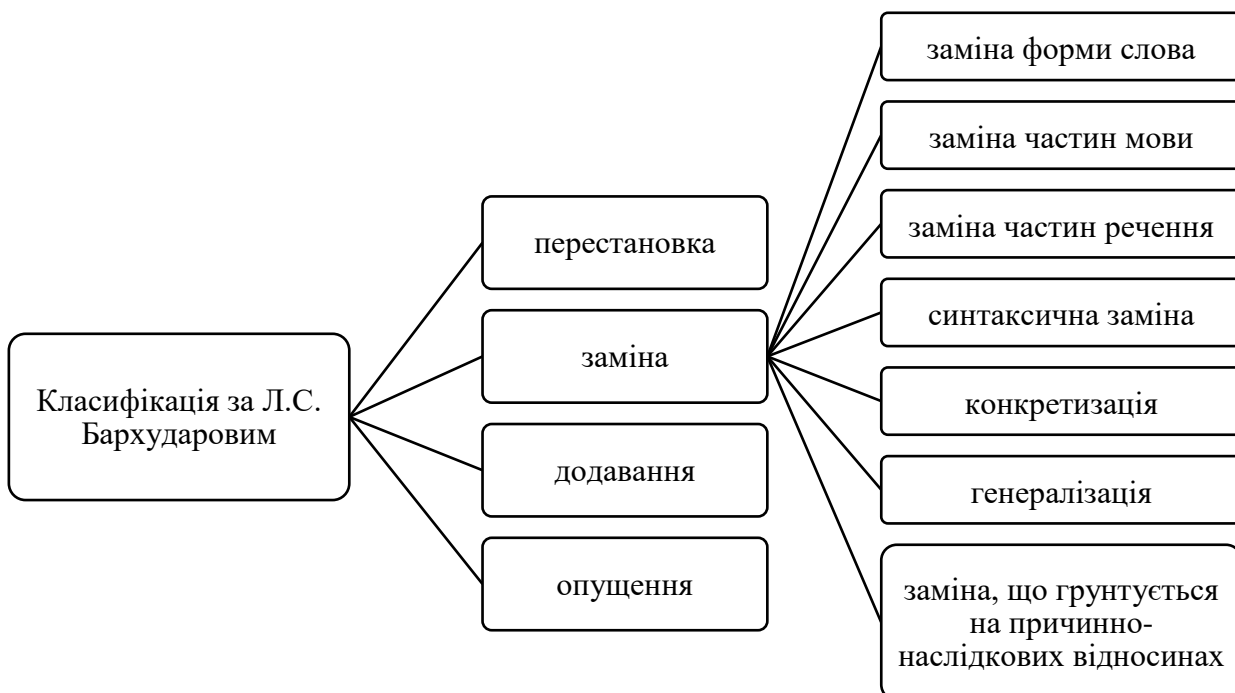 Класифікація за Л.С.
Бархударовим
перестановка
заміна
додавання
опущення
заміна форми слова
заміна частин мови
заміна частин речення
синтаксична заміна
конкретизація
генералізація
заміна, що грунтується
на причинно-
наслідкових відносинах